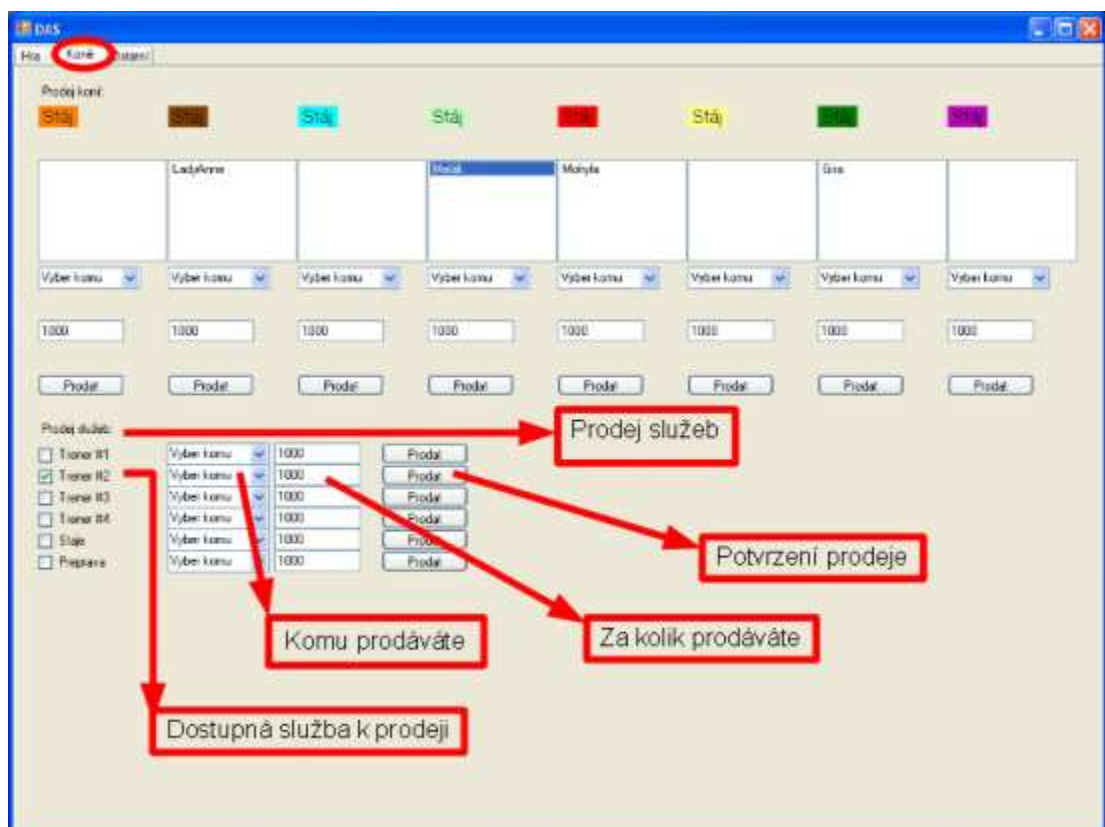 DAS
Hra Koně
Prodej koní:
Stáj Stáj Stáj Stáj Stáj Stáj Stáj Stáj
LadyAnne Mohyla Gira
Vyber komu Vyber komu Vyber komu Vyber komu Vyber komu Vyber komu Vyber komu Vyber komu
1000 1000 1000 1000 1000 1000 1000 1000
Prodat Prodat Prodat Prodat Prodat Prodat Prodat Prodat
Prodej služeb:
Prodej služeb
Trener #1 Vyber komu 1000 Prodat
Trener #2 Vyber komu 1000 Prodat
Trener #3 Vyber komu 1000 Prodat
Trener #4 Vyber komu 1000 Prodat
Staje Vyber komu 1000 Prodat
Preprava Vyber komu 1000 Prodat
Potvrzení prodeje
Komu prodáváte
Za kolik prodáváte
Dostupná služba k prodeji